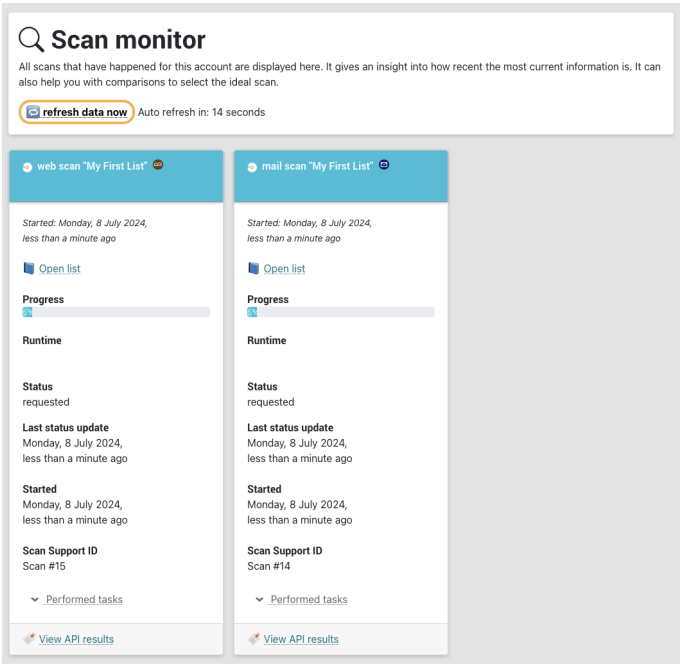 Scan monitor
All scans that have happened for this account are displayed here. It gives an insight into how recent the most current information is. It can
also help you with comparisons to select the ideal scan.
refresh data now Auto refresh in: 14 seconds
web scan "My First List"
Started: Monday, 8 July 2024,
less than a minute ago
Open list
Progress
Runtime
Status
requested
Last status update
Monday, 8 July 2024,
less than a minute ago
Started
Monday, 8 July 2024,
less than a minute ago
Scan Support ID
Scan #15
Performed tasks
View API results
mail scan "My First List"
Started: Monday, 8 July 2024,
less than a minute ago
Open list
Progress
Runtime
Status
requested
Last status update
Monday, 8 July 2024,
less than a minute ago
Started
Monday, 8 July 2024,
less than a minute ago
Scan Support ID
Scan #14
Performed tasks
View API results